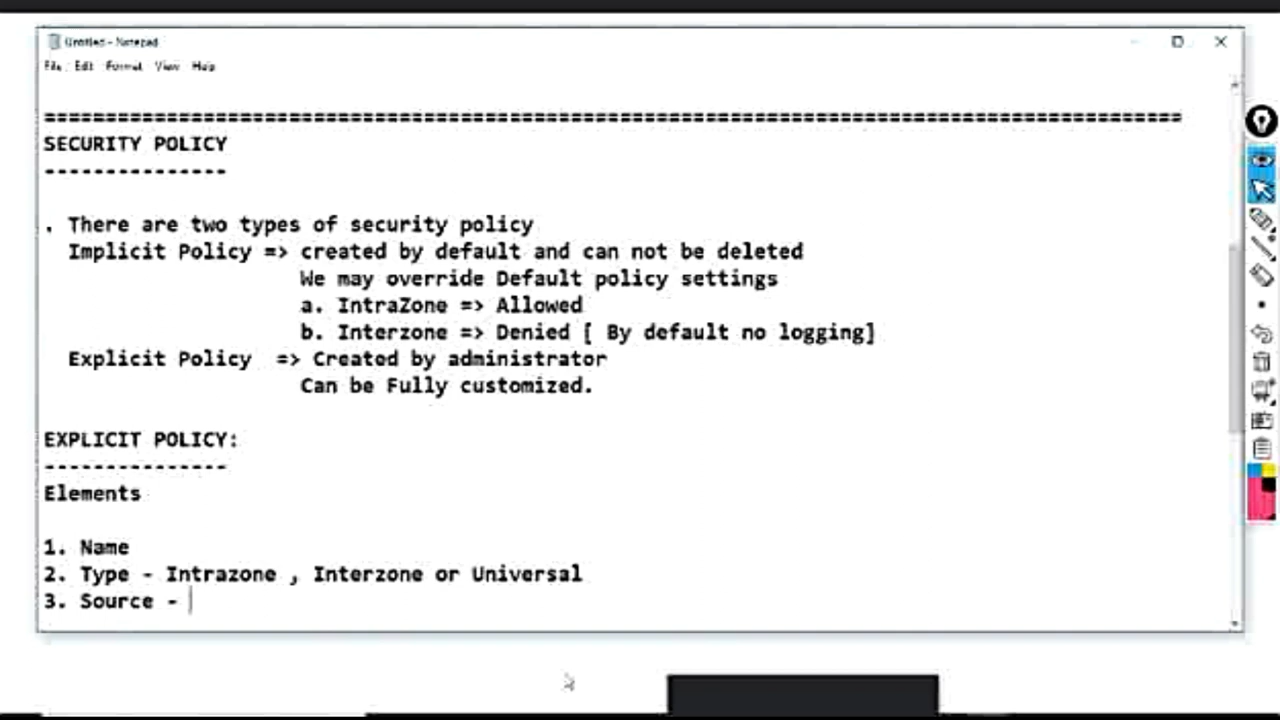 Untitled - Notepad
File Edit Format View Help
=============================================================================================
SECURITY POLICY
---------------
. There are two types of security policy
Implicit Policy => created by default and can not be deleted
We may override Default policy settings
a. IntraZone => Allowed
b. Interzone => Denied [ By default no logging]
Explicit Policy => Created by administrator
Can be Fully customized.
EXPLICIT POLICY:
---------------
Elements
1. Name
2. Type - Intrazone , Interzone or Universal
3. Source -